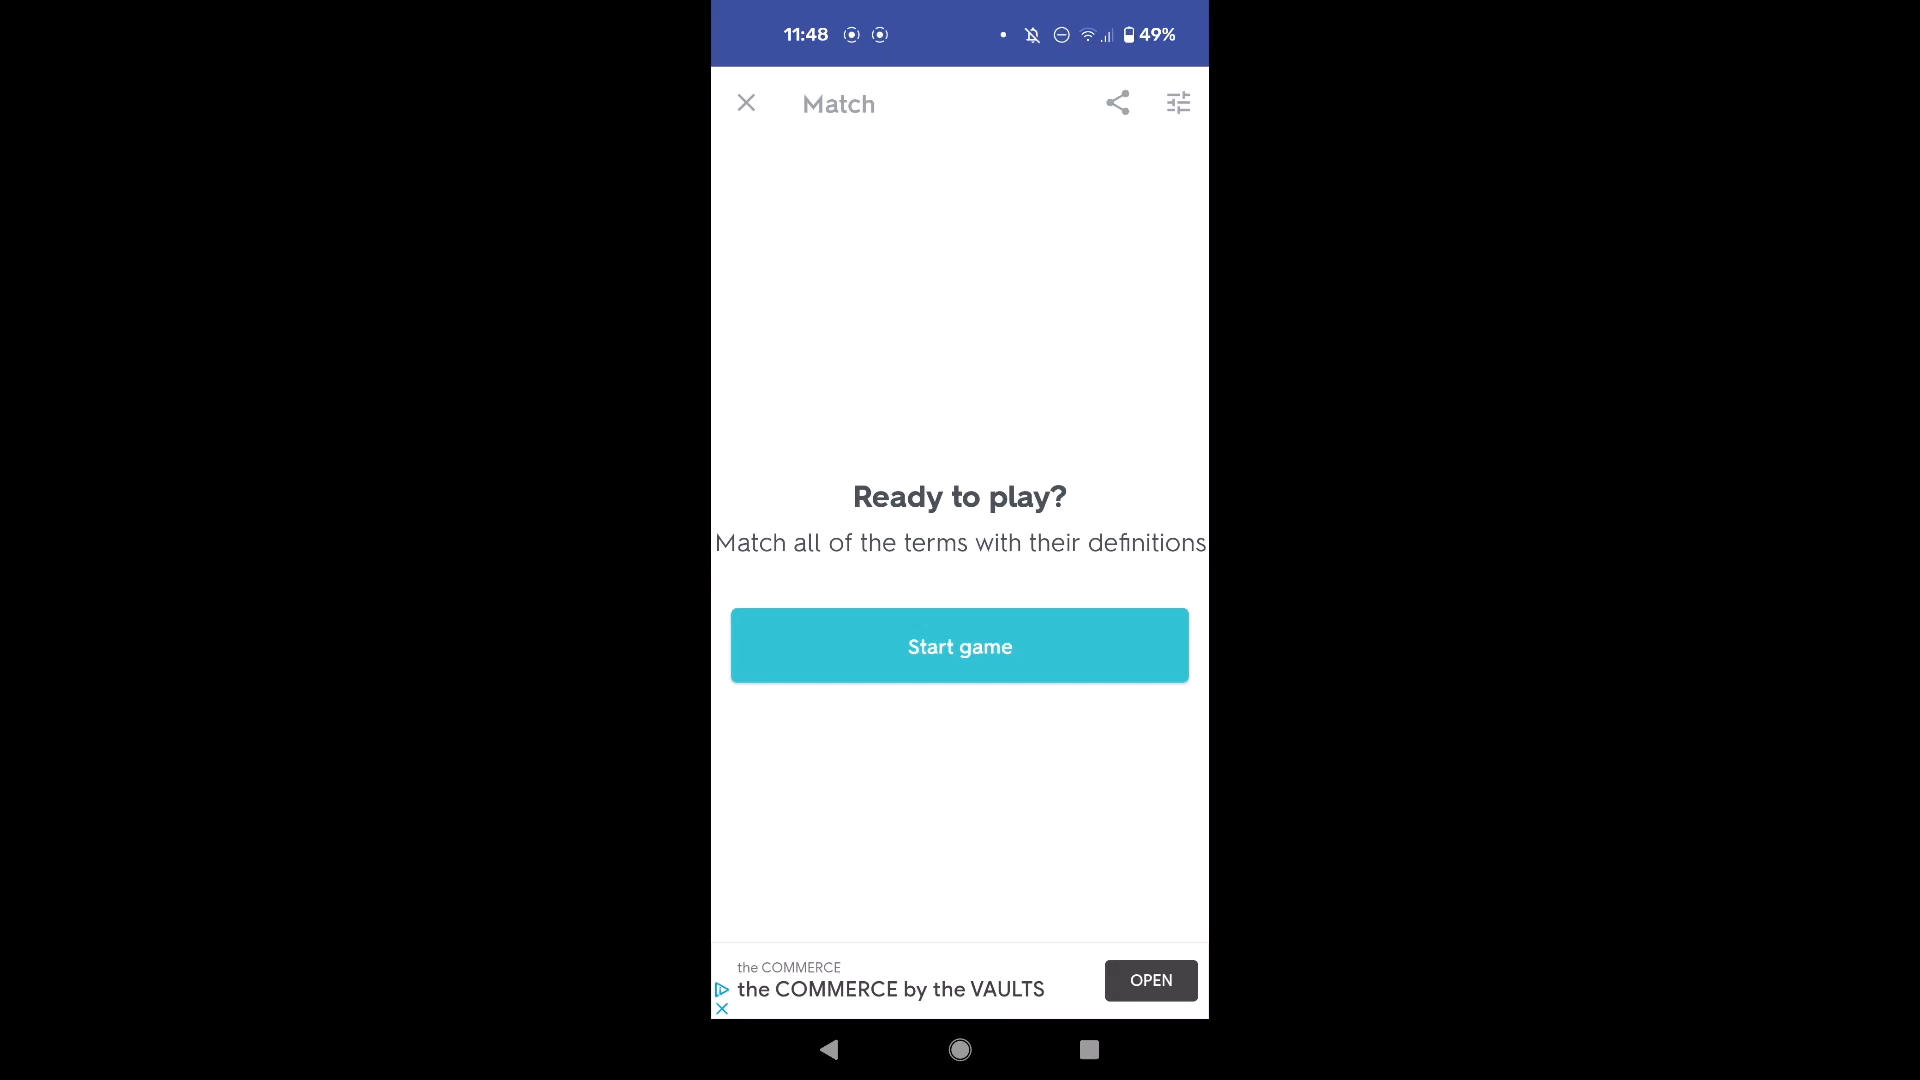 11:48
49%
Match
Ready to play?
Match all of the terms with their definitions
Start game
the COMMERCE
the COMMERCE by the VAULTS
OPEN